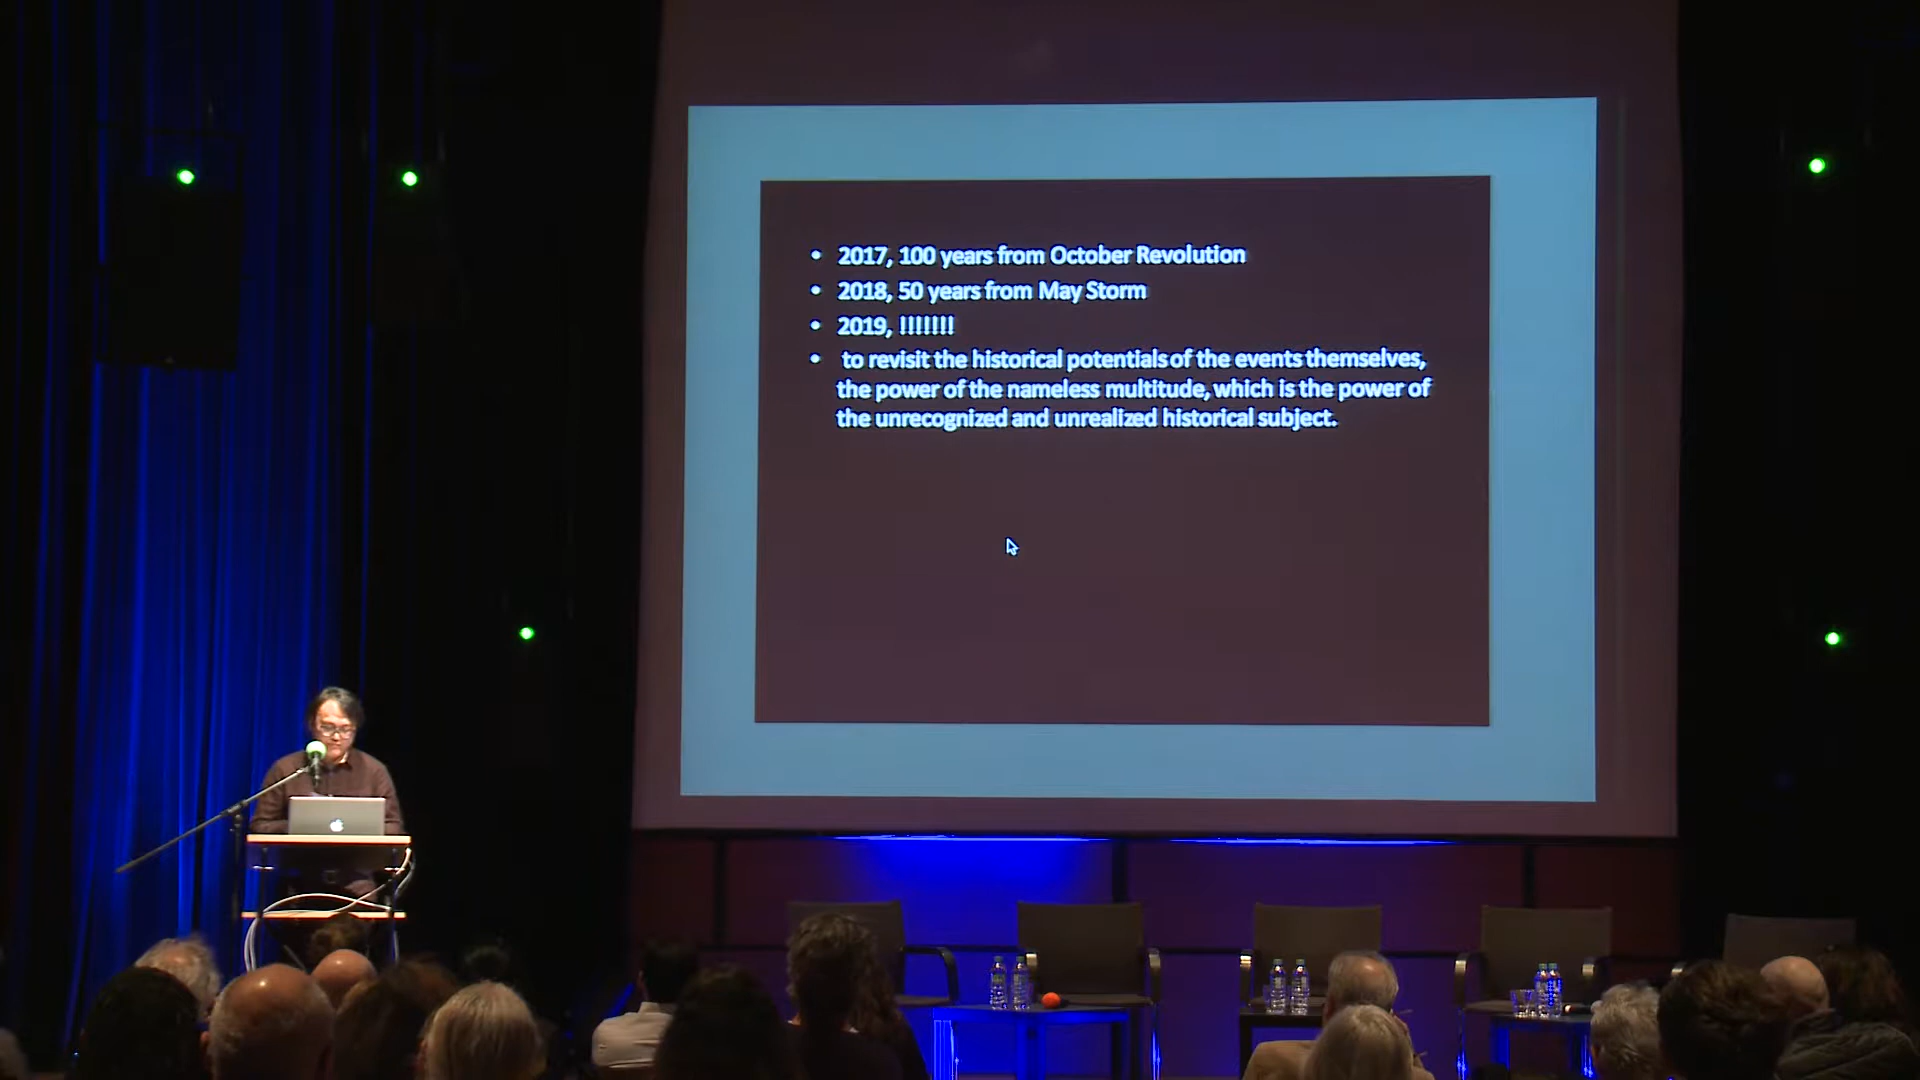 • 2017, 100 years from October Revolution
• 2018, 50 years from May Storm
• 2019, !!!!!!!
• to revisit the historical potentials of the events themselves,
the power of the nameless multitude, which is the power of
the unrecognized and unrealized historical subject.